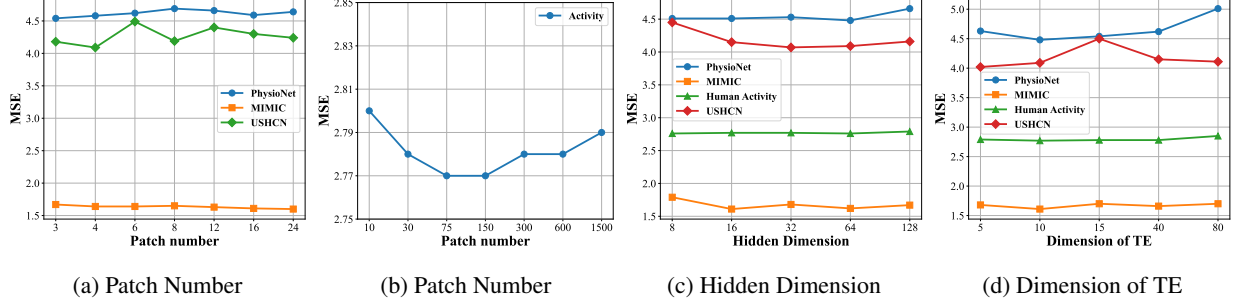 MSE
4.5
4.0
3.5
3.0
2.5
2.0
1.5
PhysioNet
MIMIC
USHCN
3 4 6 8 12 16 24
Patch number
(a) Patch Number
MSE
2.85
2.83
2.81
2.79
2.77
2.75
Activity
10 30 75 150 300 600 1500
Patch number
(b) Patch Number
MSE
4.5
4.0
3.5
3.0
2.5
2.0
1.5
PhysioNet
MIMIC
Human Activity
USHCN
8 16 32 64 128
Hidden Dimension
(c) Hidden Dimension
MSE
5.0
4.5
4.0
3.5
3.0
2.5
2.0
1.5
PhysioNet
MIMIC
Human Activity
USHCN
5 10 15 40 80
Dimension of TE
(d) Dimension of TE